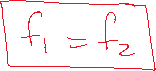 f₁ = f₂